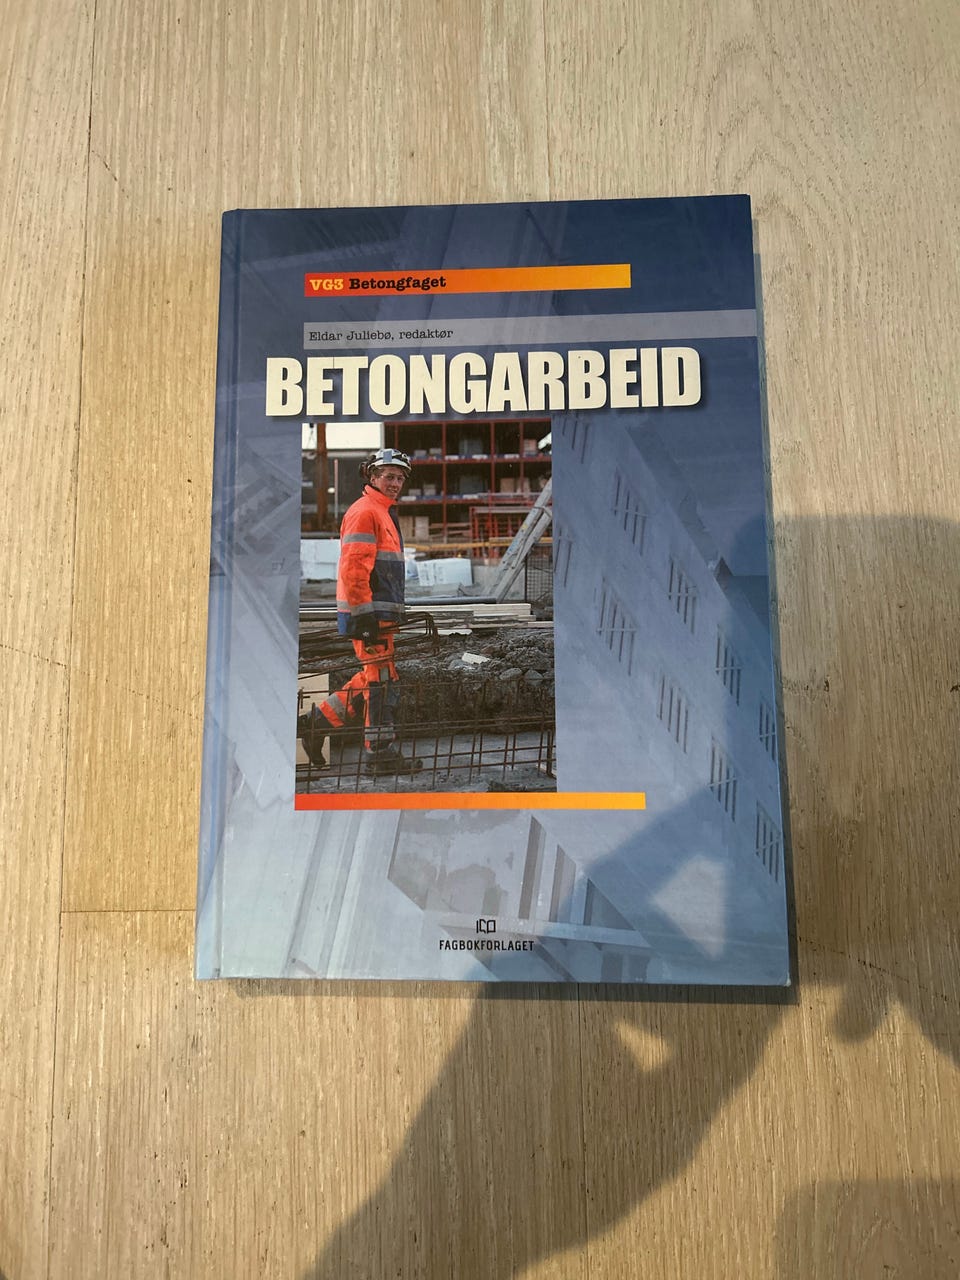 VG3 Betongfaget
Eldar Juliebø, redaktør
BETONGARBEID
FAGBOKFORLAGET